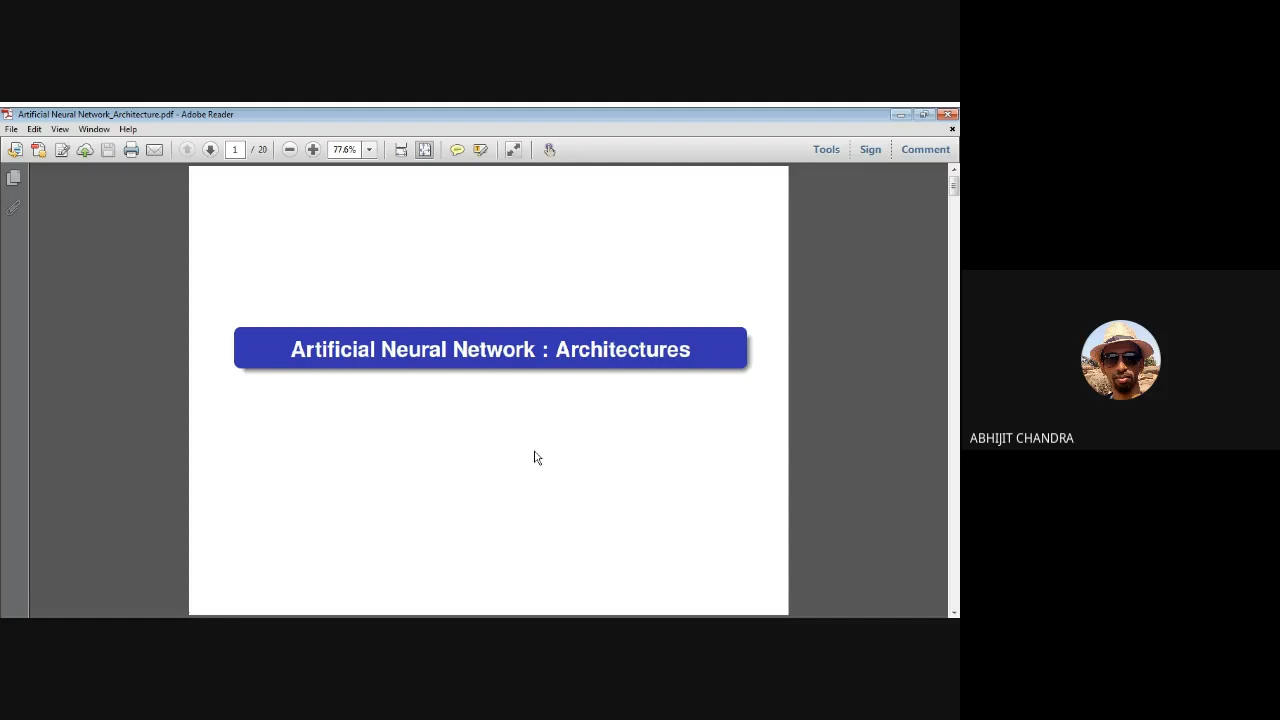 Artificial Neural Network_Architecture.pdf - Adobe Reader
File Edit View Window Help
1 / 20 77.6% Tools Sign Comment
Artificial Neural Network : Architectures
ABHIJIT CHANDRA